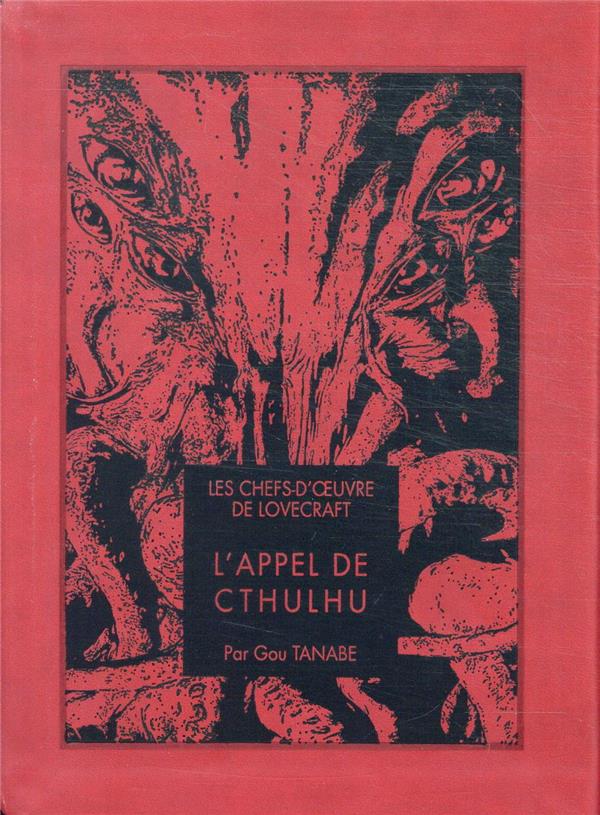 LES CHEFS-D'ŒUVRE
DE LOVECRAFT
L'APPEL DE
CTHULHU
Par Gou TANABE